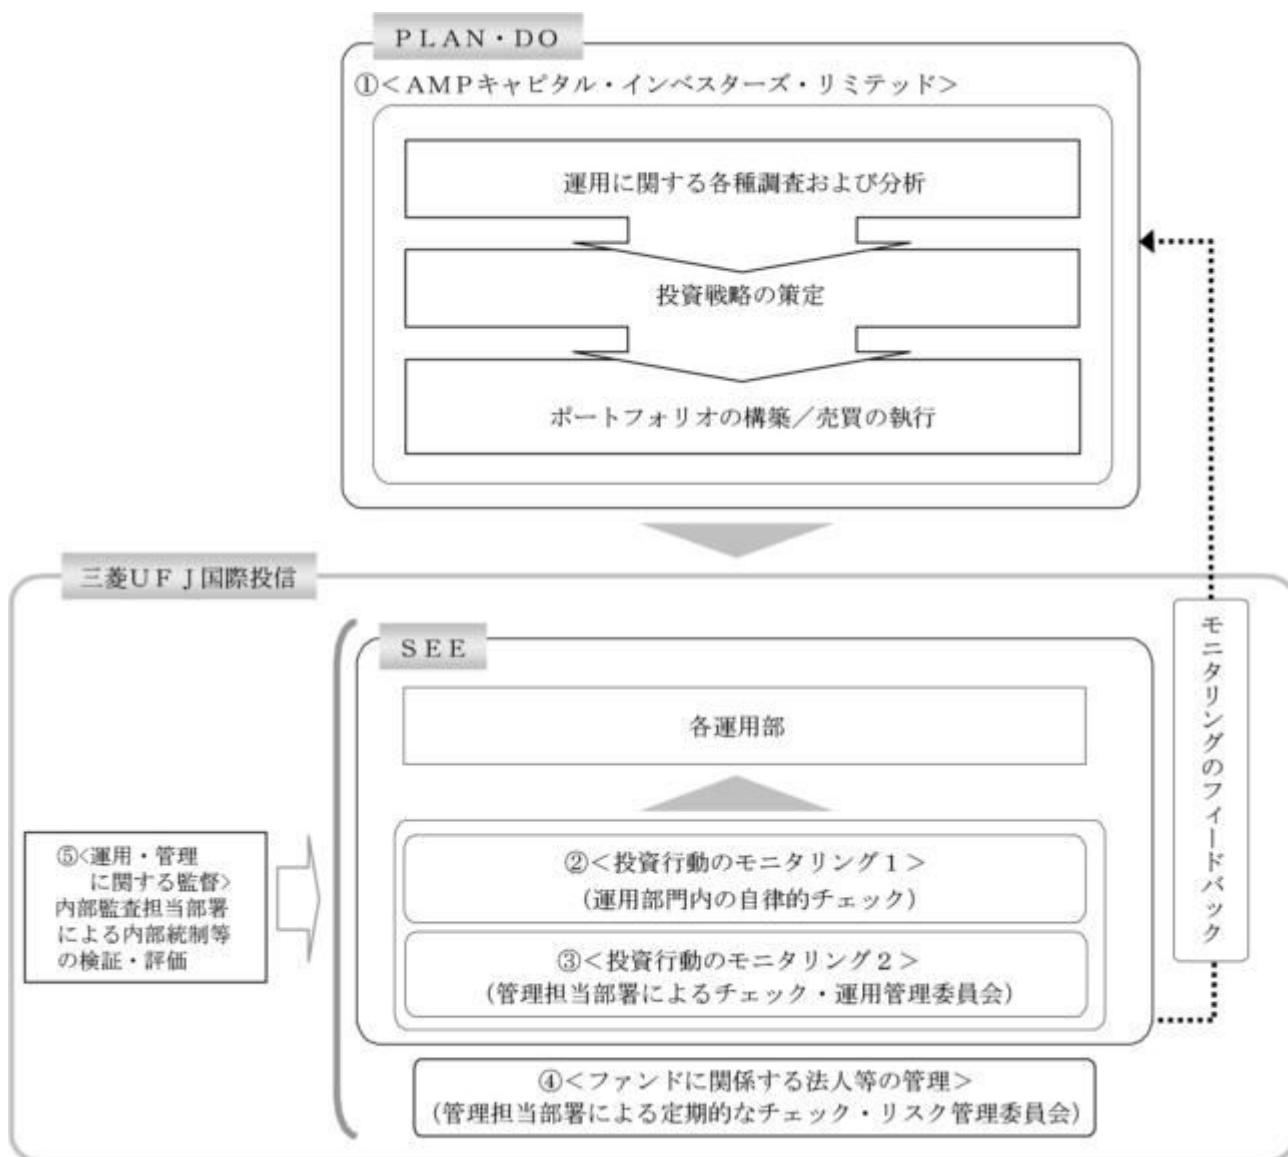 PLAN・DO
①＜ＡＭＰキャピタル・インベスターズ・リミテッド＞
運用に関する各種調査および分析
投資戦略の策定
ポートフォリオの構築／売買の執行
三菱ＵＦＪ国際投信
ＳＥＥ
各運用部
②＜投資行動のモニタリング１＞
（運用部門内の自律的チェック）
③＜投資行動のモニタリング２＞
（管理担当部署によるチェック・運用管理委員会）
④＜ファンドに関係する法人等の管理＞
（管理担当部署による定期的なチェック・リスク管理委員会）
⑤<運用・管理
に関する監督>
内部監査担当部署
による内部統制等
の検証・評価
モニタリングのフィードバック